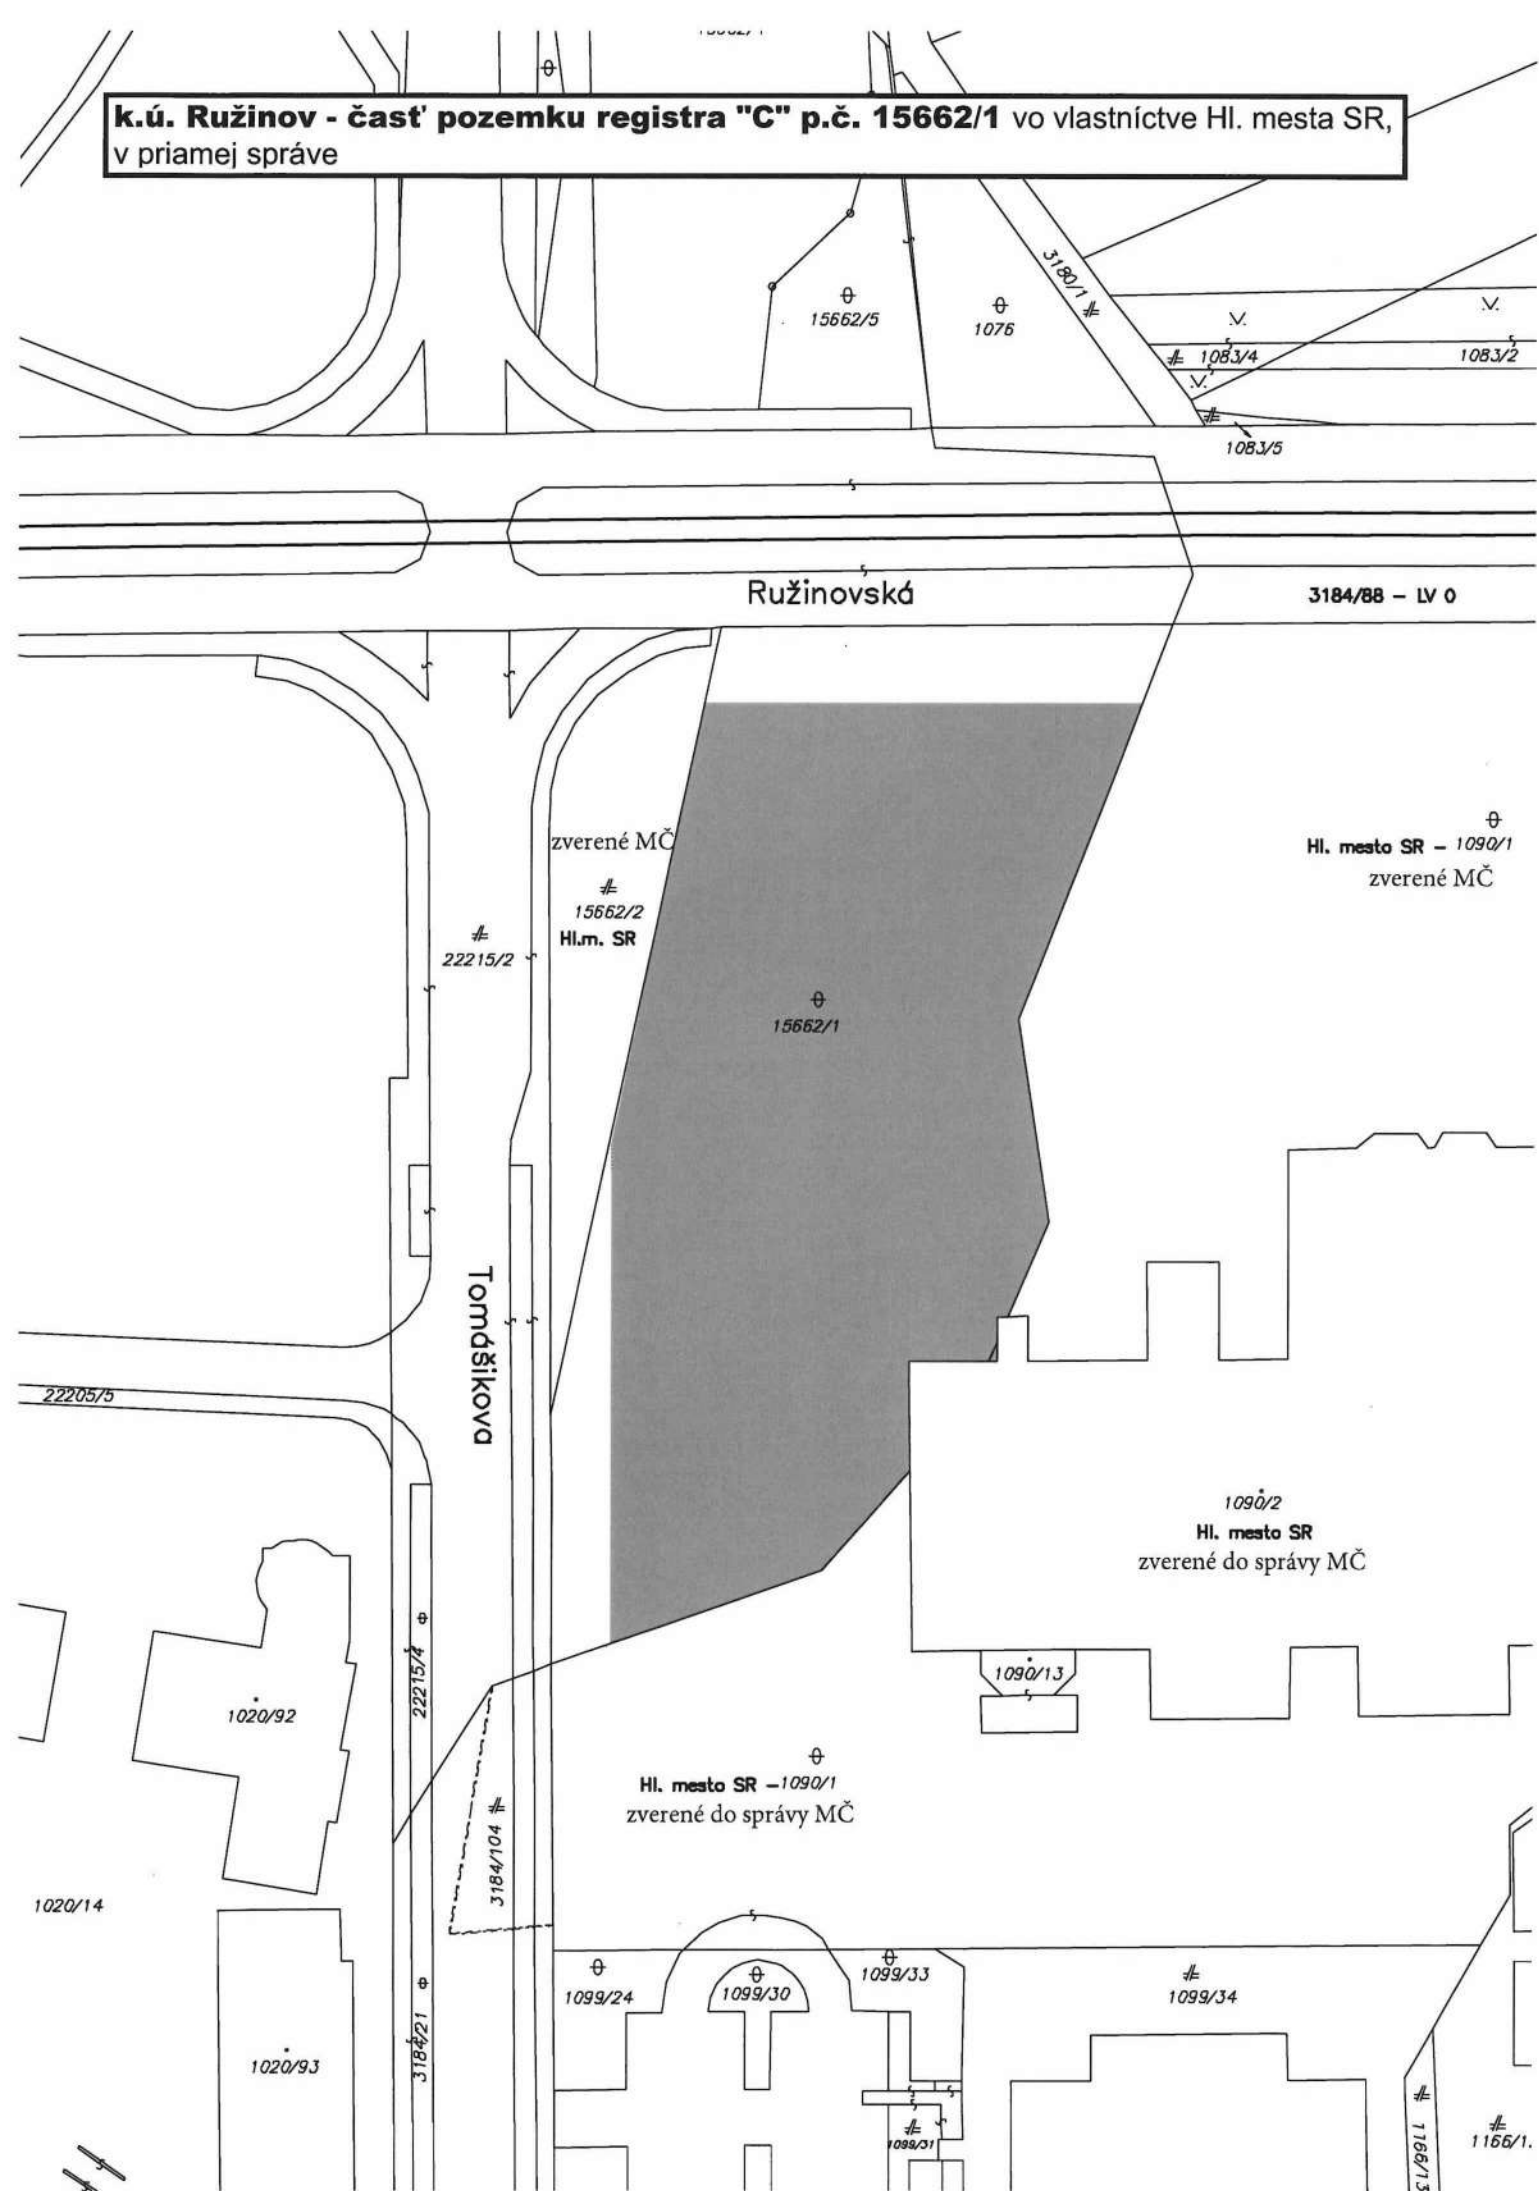 k.ú. Ružinov - časť pozemku registra "C" p.č. 15662/1 vo vlastníctve Hl. mesta SR,
v priamej správe
3180/1
15662/5
1076
1083/4
1083/2
1083/5
Ružinovská
3184/88 - LV 0
zverené MČ
15662/2
Hl.m. SR
22215/2
Hl. mesto SR - 1090/1
zverené MČ
15662/1
Tomášikova
22205/5
1090/2
Hl. mesto SR
zverené do správy MČ
22215/4
1090/13
1020/92
Hl. mesto SR -1090/1
zverené do správy MČ
3184/104
1020/14
1099/24
1099/30
1099/33
1099/34
3184/21
1020/93
1099/31
1166/13
1166/1.